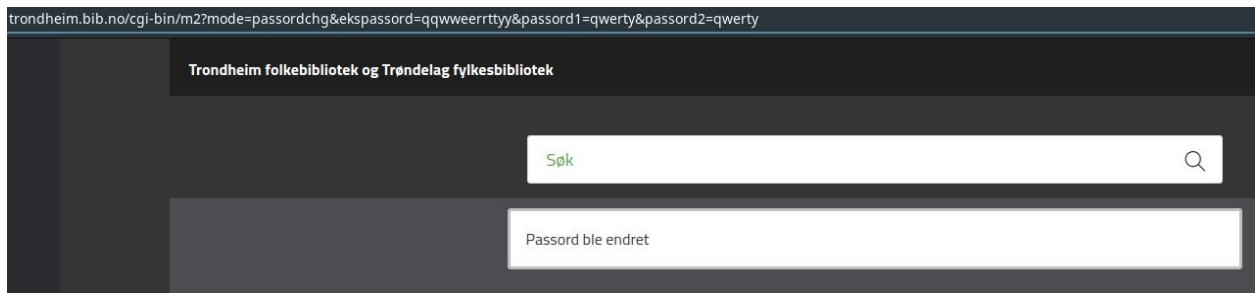 trondheim.bib.no/cgi-bin/m2?mode=passordchg&ekspassord=qqwweerrttyy&passord1=qwerty&passord2=qwerty
Trondheim folkebibliotek og Trøndelag fylkesbibliotek
Søk
Passord ble endret